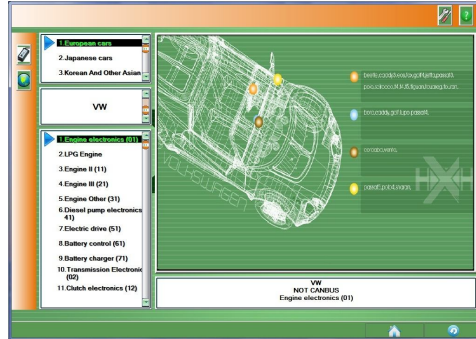 1.European cars
2.Japanese cars
3.Korean And Other Asian
VW
1.Engine electronics (01)
2.LPG Engine
3.Engine II (11)
4.Engine III (21)
5.Engine Other (31)
6.Diesel pump electronics
41)
7.Electric drive (51)
8.Battery control (61)
9.Battery charger (71)
10.Transmission Electronic
(02)
11.Clutch electronics (12)
VW
NOT CANBUS
Engine electronics (01)